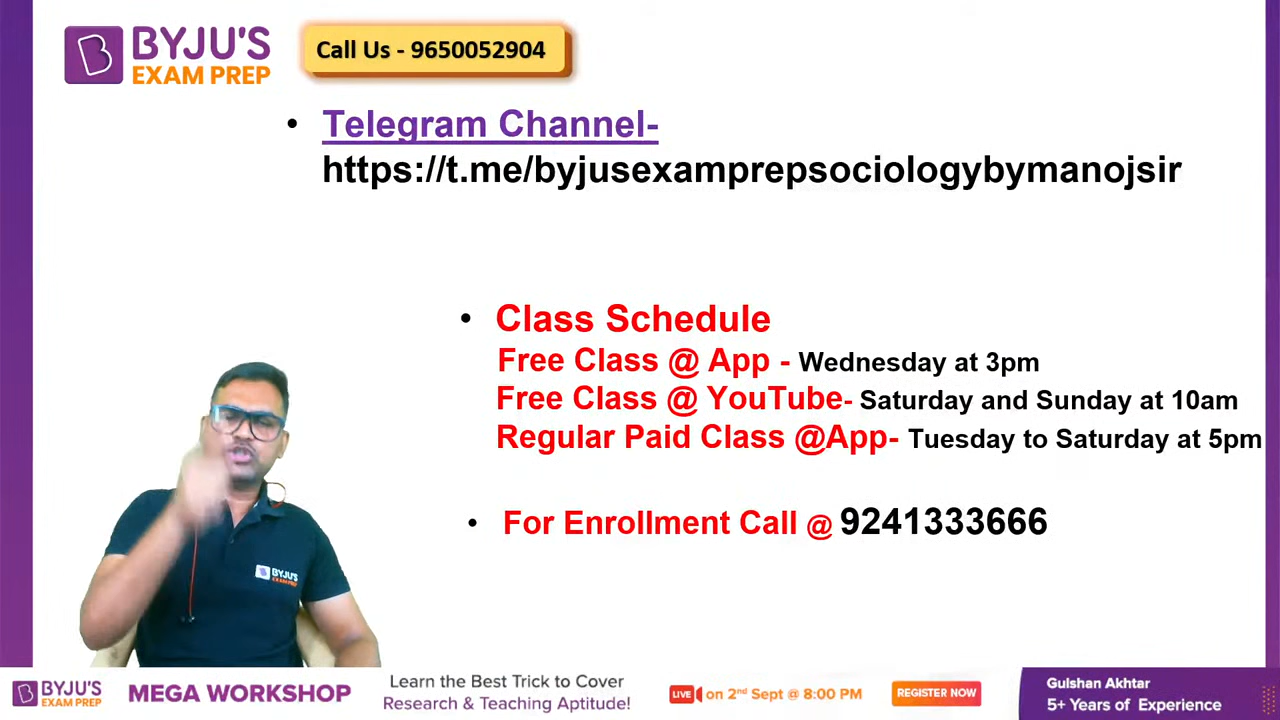 BYJU'S
EXAM PREP
Call Us - 9650052904
• Telegram Channel-
https://t.me/byjusexamprepsociologybymanojsir
• Class Schedule
Free Class @ App - Wednesday at 3pm
Free Class @ YouTube- Saturday and Sunday at 10am
Regular Paid Class @App- Tuesday to Saturday at 5pm
• For Enrollment Call @ 9241333666
BYJU'S
EXAM PREP
BYJU'S
EXAM PREP
MEGA WORKSHOP
Learn the Best Trick to Cover
Research & Teaching Aptitude!
LIVE on 2nd Sept @ 8:00 PM
REGISTER NOW
Gulshan Akhtar
5+ Years of Experience